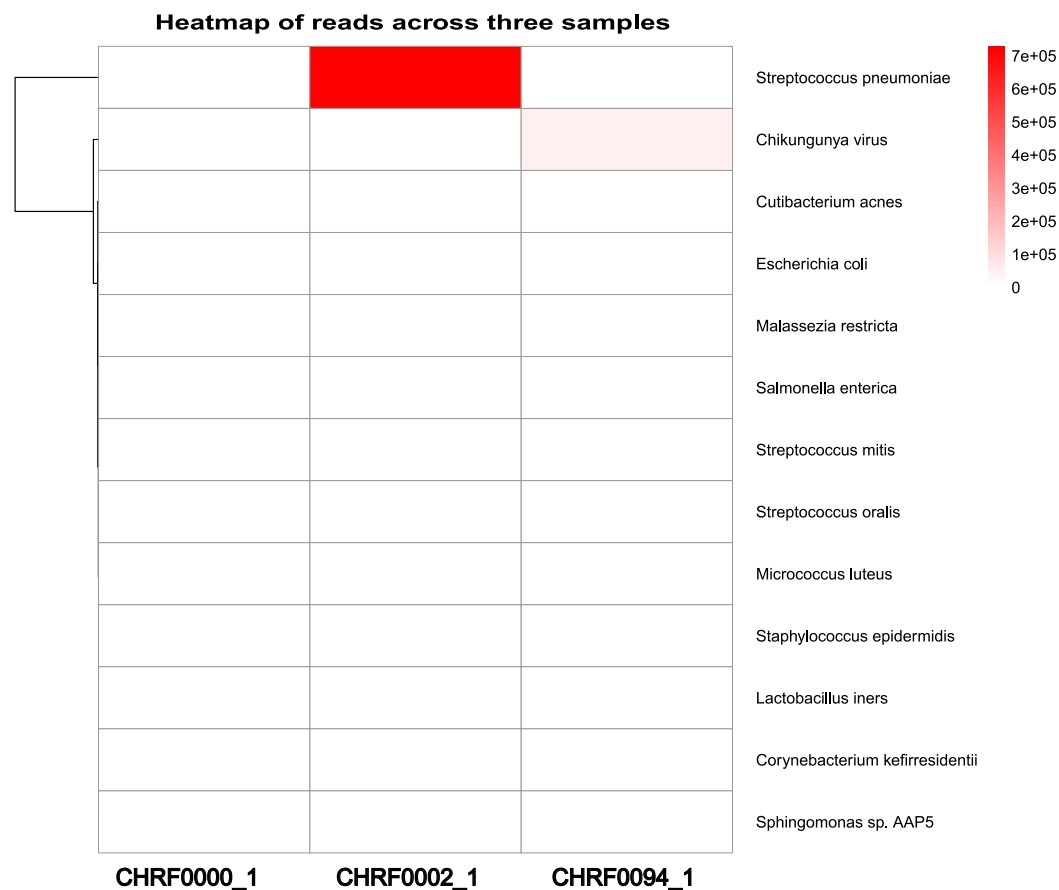 Heatmap of reads across three samples
Streptococcus pneumoniae
Chikungunya virus
Cutibacterium acnes
Escherichia coli
Malassezia restricta
Salmonella enterica
Streptococcus mitis
Streptococcus oralis
Micrococcus luteus
Staphylococcus epidermidis
Lactobacillus iners
Corynebacterium kefirresidentii
Sphingomonas sp. AAP5
7e+05
6e+05
5e+05
4e+05
3e+05
2e+05
1e+05
0
CHRF0000_1
CHRF0002_1
CHRF0094_1